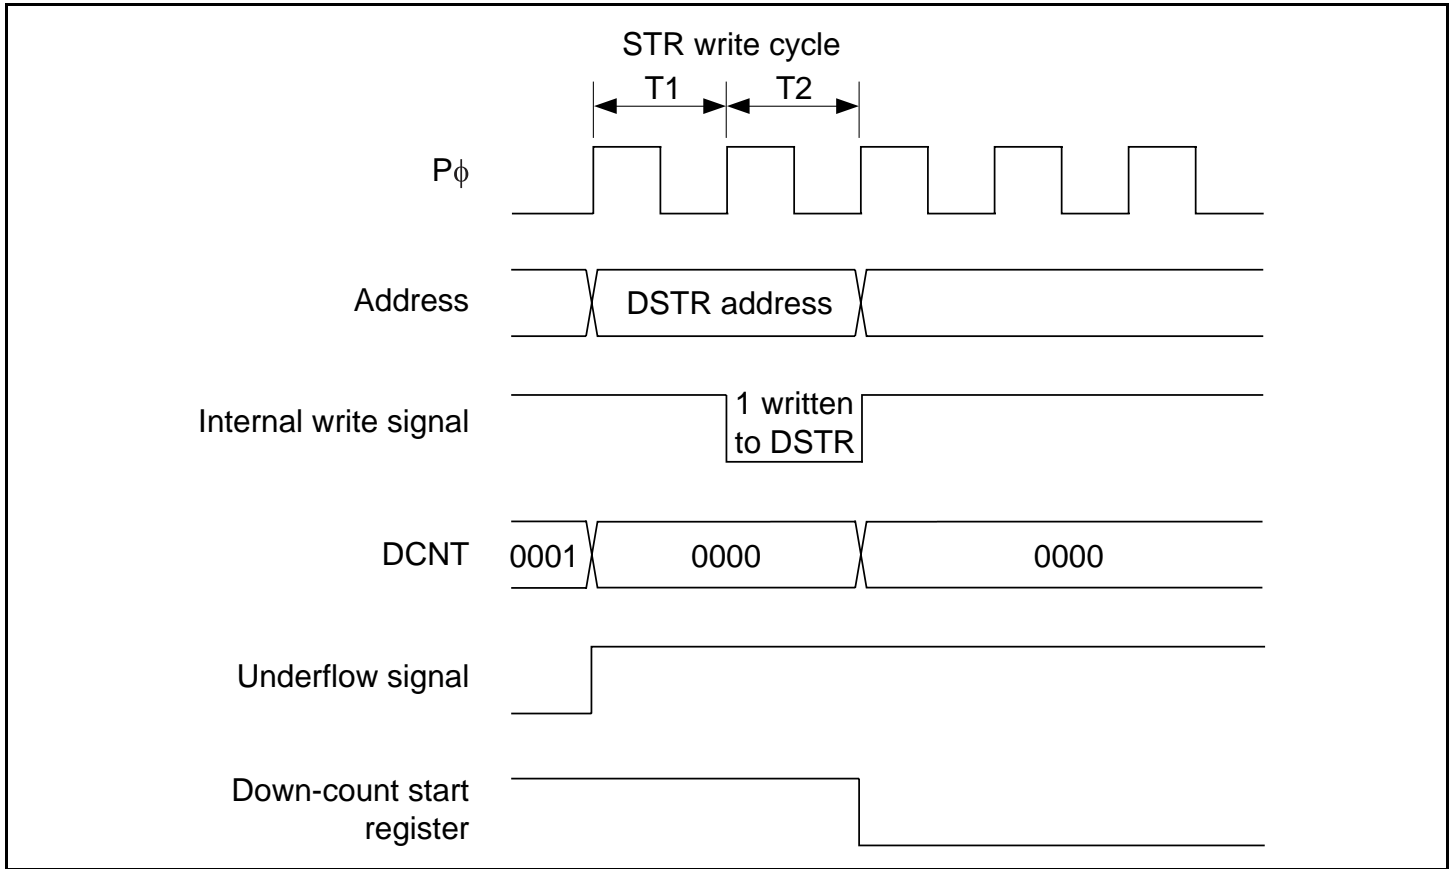 STR write cycle
T1 T2
Pϕ
Address DSTR address
Internal write signal 1 written
to DSTR
DCNT 0001 0000 0000
Underflow signal
Down-count start
register